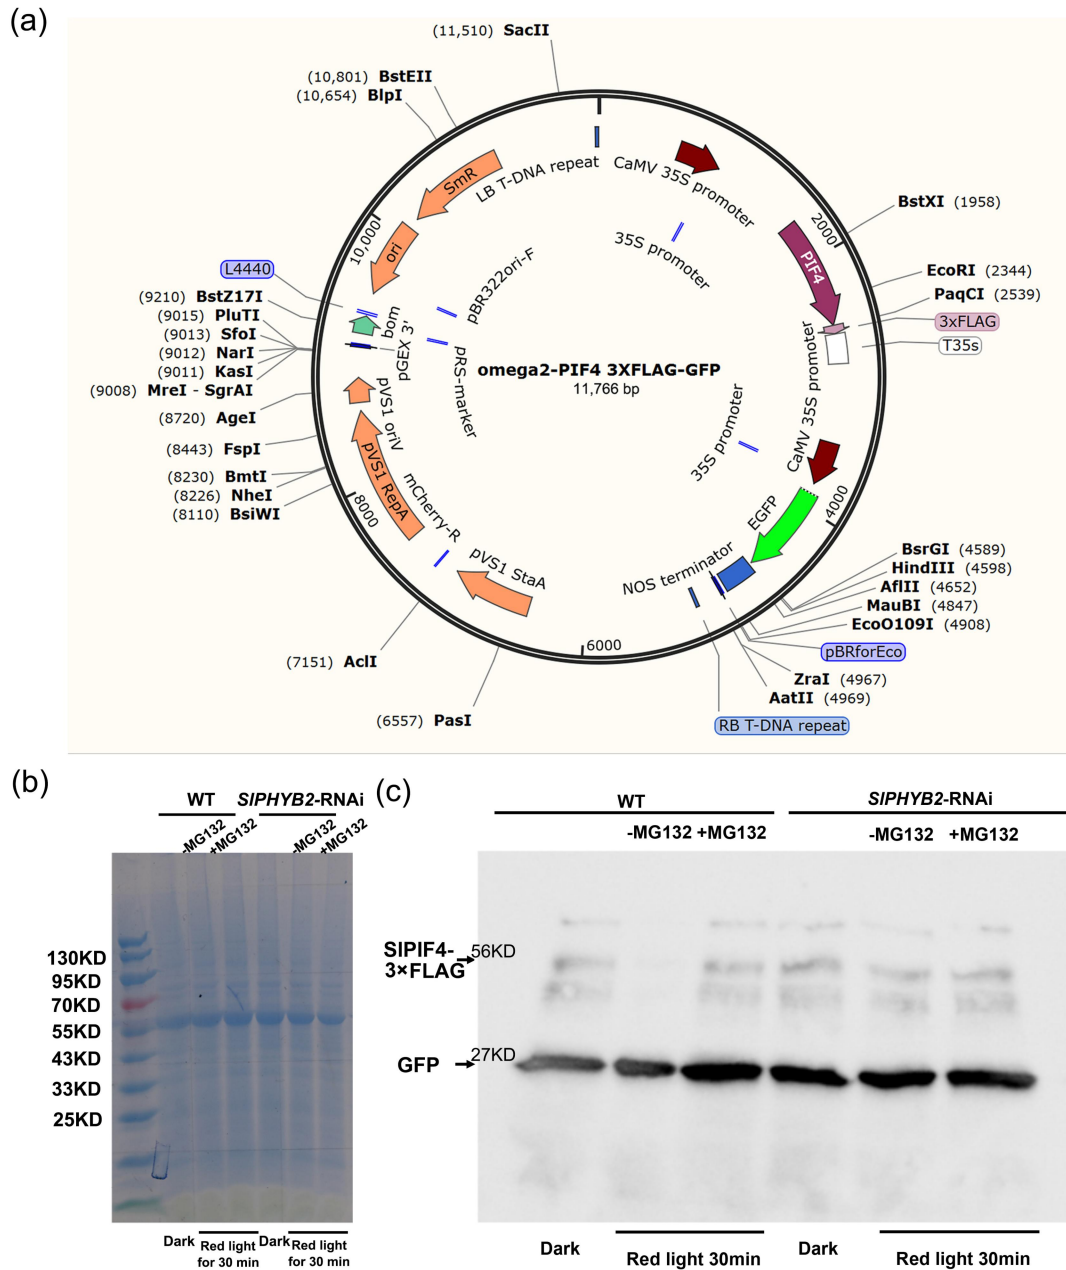 (a)
(11,510) SacII
(10,801) BstEII
(10,654) BlpI
LB T-DNA repeat
CaMV 35S promoter
SmR
35S promoter
2000
BstXI (1958)
PIF4
10,000
ori
pBR322ori-F
L4440
EcoRI (2344)
PaqCI (2539)
3xFLAG
T35s
(9210) BstZ17I
(9015) PluTI
(9013) SfoI
(9012) NarI
(9011) KasI
(9008) MreI - SgrAI
(8720) AgeI
(8443) FspI
(8230) BmtI
(8226) NheI
(8110) BsiWI
bom
pGEX 3'
pRS-marker
omega2-PIF4 3XFLAG-GFP
11,766 bp
CaMV 35S promoter
35S promoter
pVS1 oriV
pVS1 RepA
mCherry-R
8000
EGFP
4000
pVS1 StaA
NOS terminator
BsrGI (4589)
HindIII (4598)
AflII (4652)
MauBI (4847)
EcoO109I (4908)
pBRforEco
ZraI (4967)
AatII (4969)
RB T-DNA repeat
6000
(7151) AclI
(6557) PasI
(b)
WT SlPHYB2-RNAi
-MG132 +MG132 -MG132 +MG132
130KD
95KD
70KD
55KD
43KD
33KD
25KD
Dark Red light Dark Red light
for 30 min for 30 min
(c)
WT SlPHYB2-RNAi
-MG132 +MG132 -MG132 +MG132
SlPIF4- 56KD
3×FLAG
GFP 27KD
Dark Red light 30min Dark Red light 30min